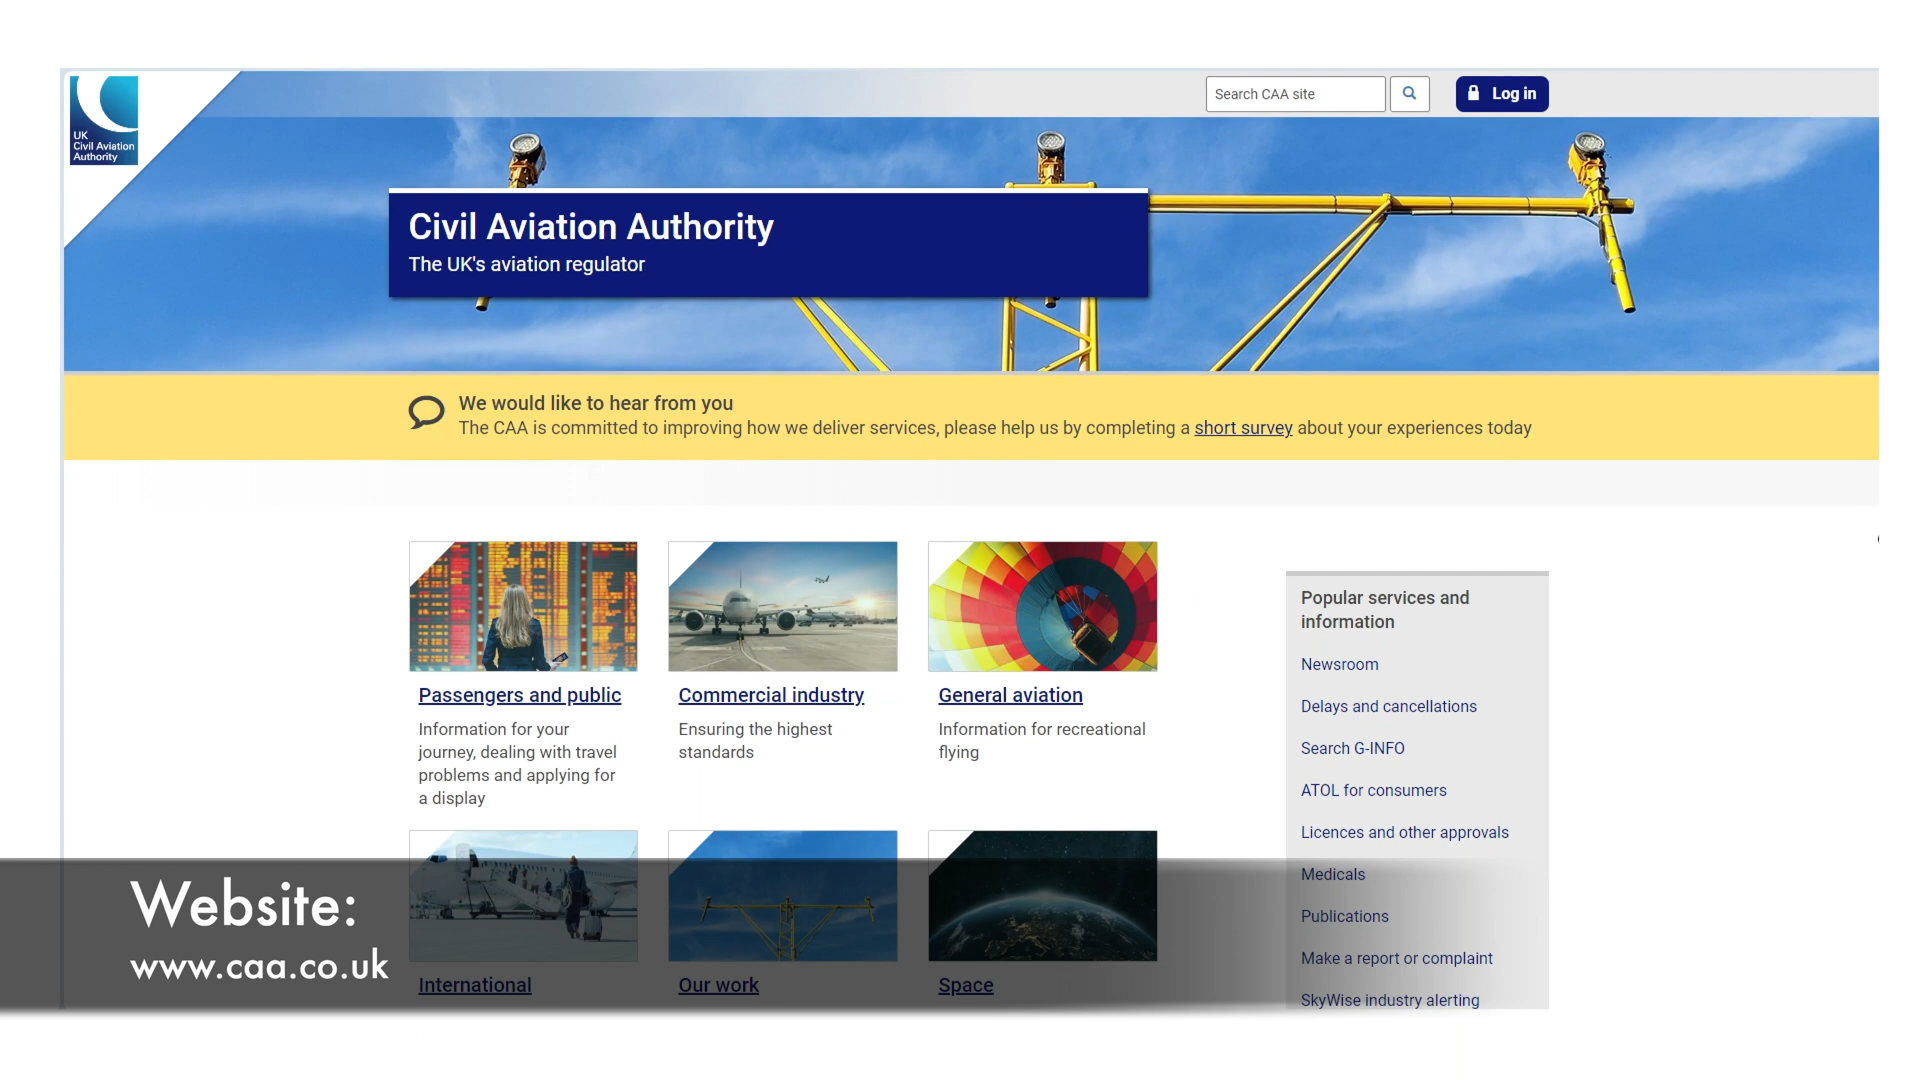 UK
Civil Aviation
Authority
Search CAA site
Log in
Civil Aviation Authority
The UK's aviation regulator
We would like to hear from you
The CAA is committed to improving how we deliver services, please help us by completing a short survey about your experiences today
Passengers and public
Information for your
journey, dealing with travel
problems and applying for
a display
Commercial industry
Ensuring the highest
standards
General aviation
Information for recreational
flying
International
Our work
Space
Popular services and
information
Newsroom
Delays and cancellations
Search G-INFO
ATOL for consumers
Licences and other approvals
Medicals
Publications
Make a report or complaint
SkyWise industry alerting
Website:
www.caa.co.uk